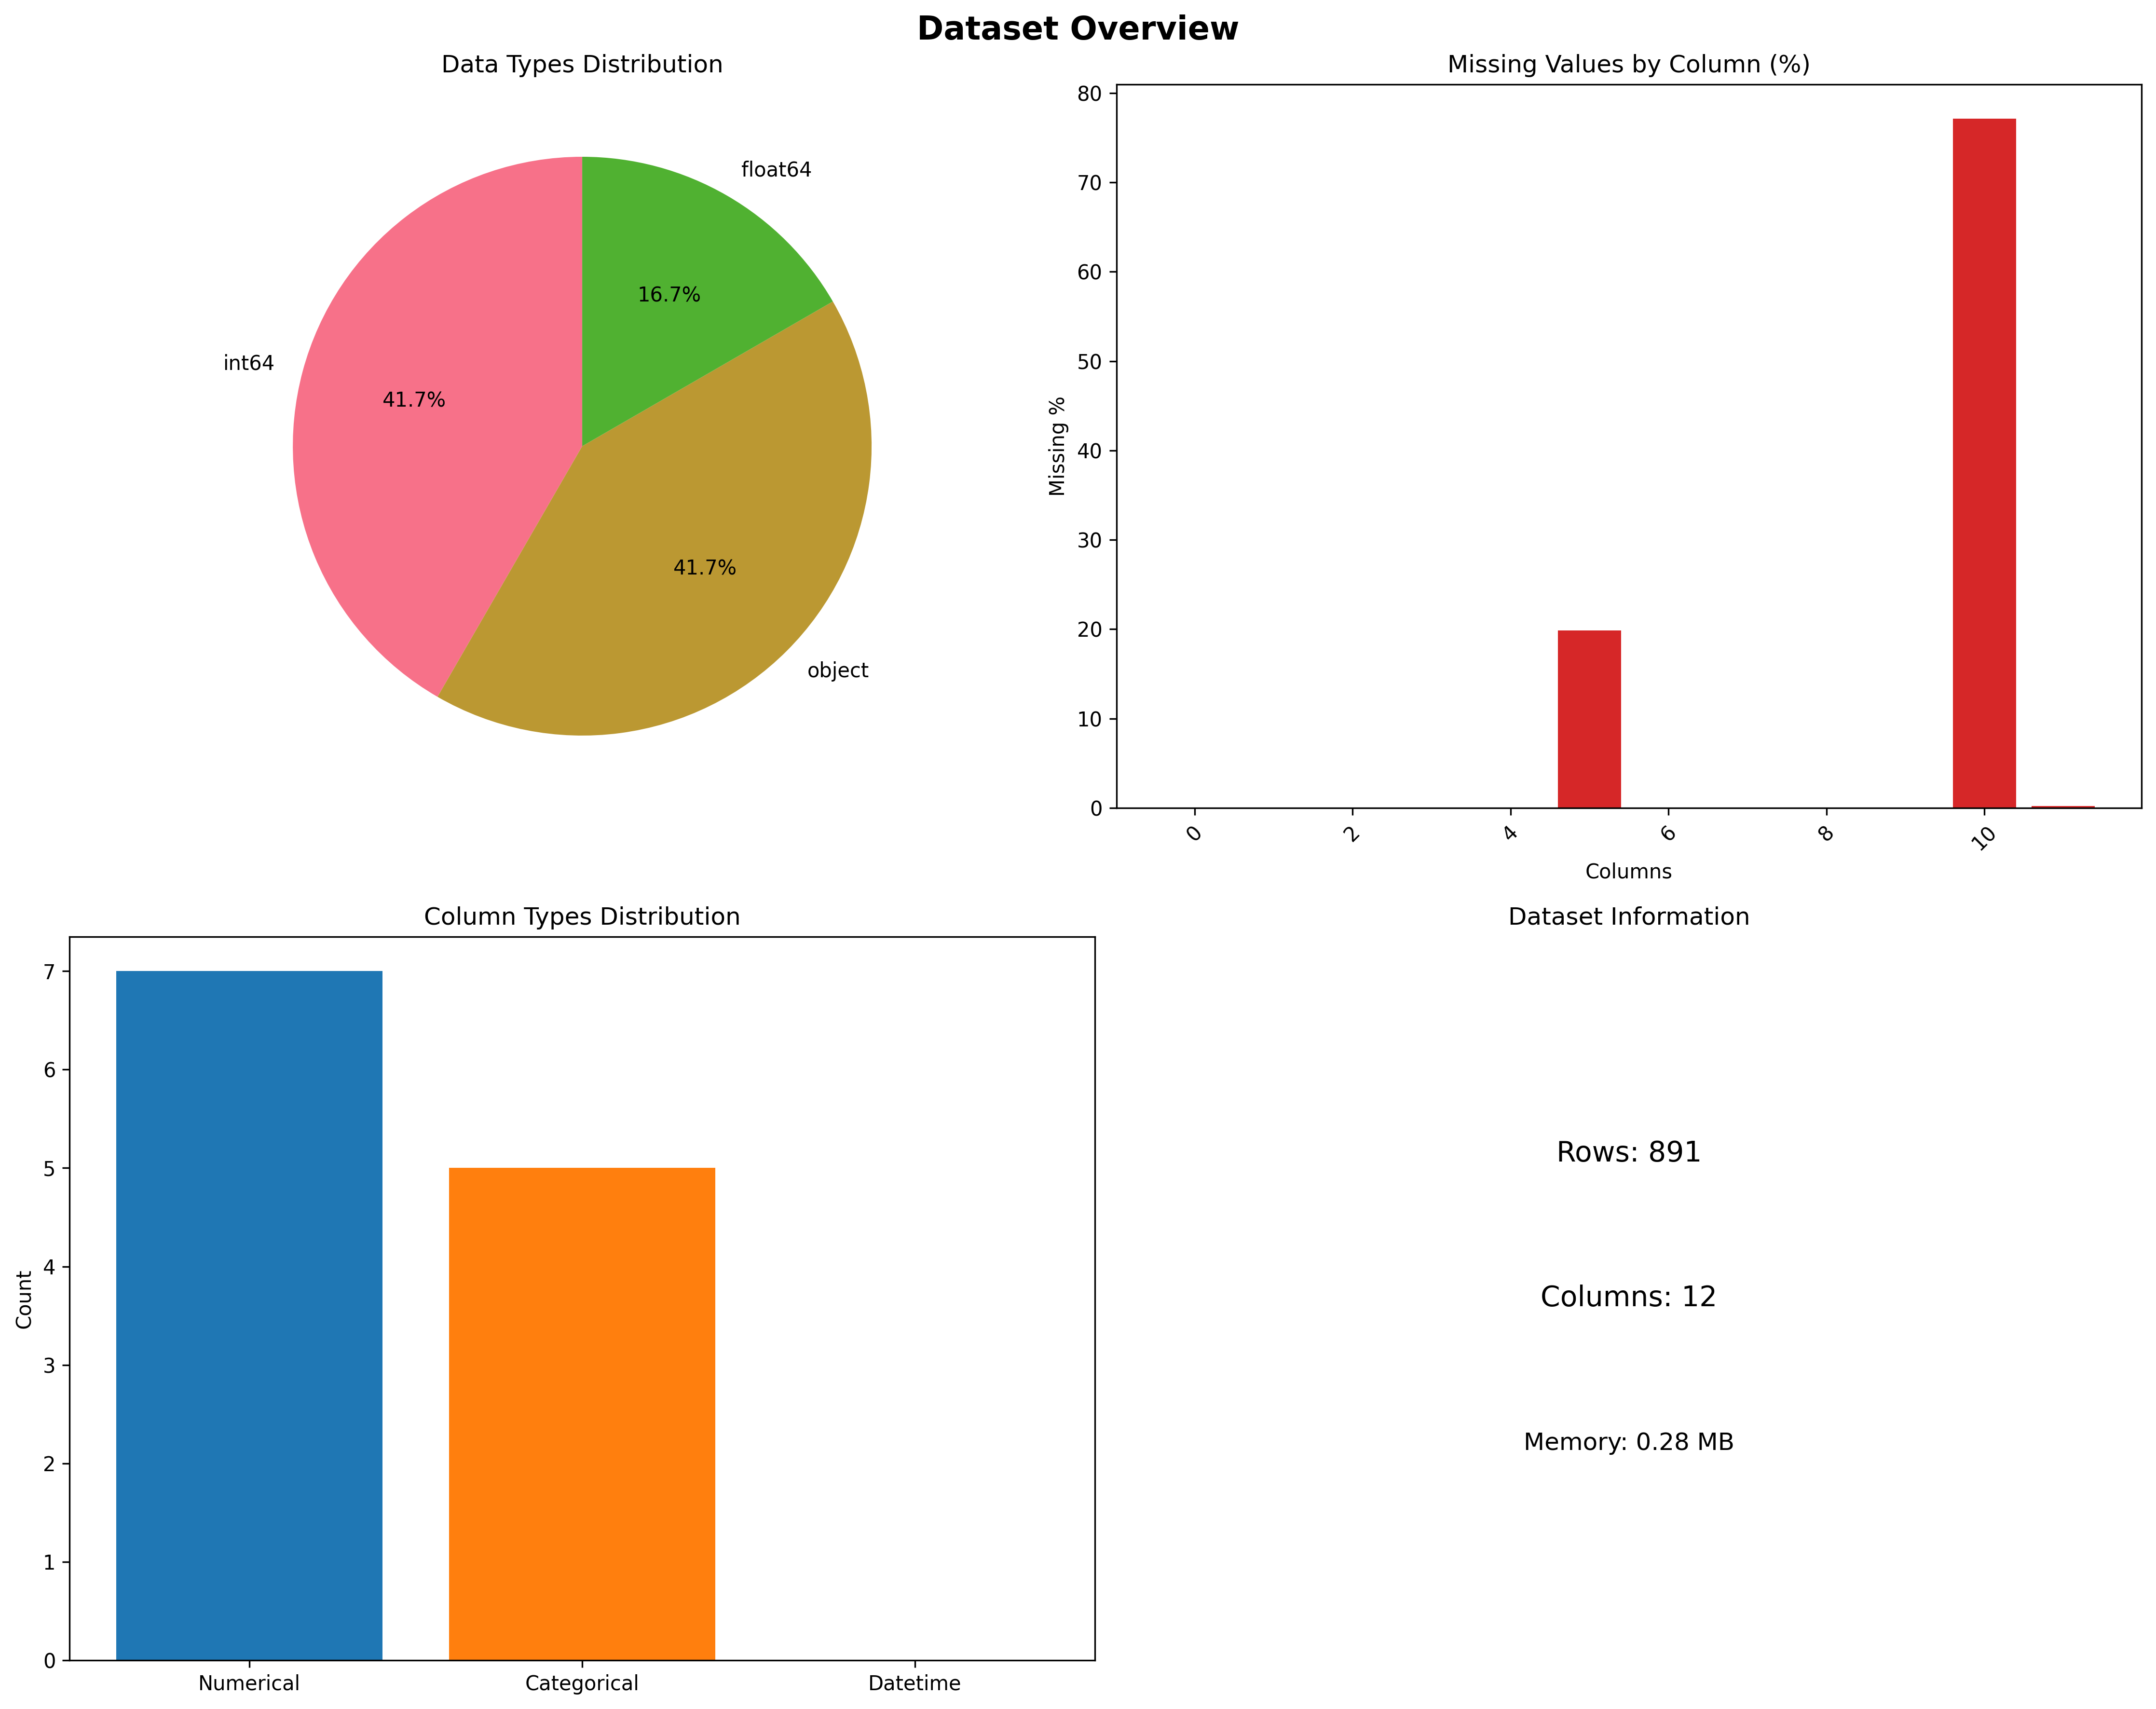 Dataset Overview
Data Types Distribution
float64
16.7%
int64
41.7%
41.7%
object
Missing Values by Column (%)
80
70
60
50
40
30
20
10
0
Missing %
0 2 4 6 8 10
Columns
Column Types Distribution
7
6
5
4
3
2
1
0
Count
Numerical Categorical Datetime
Dataset Information
Rows: 891
Columns: 12
Memory: 0.28 MB